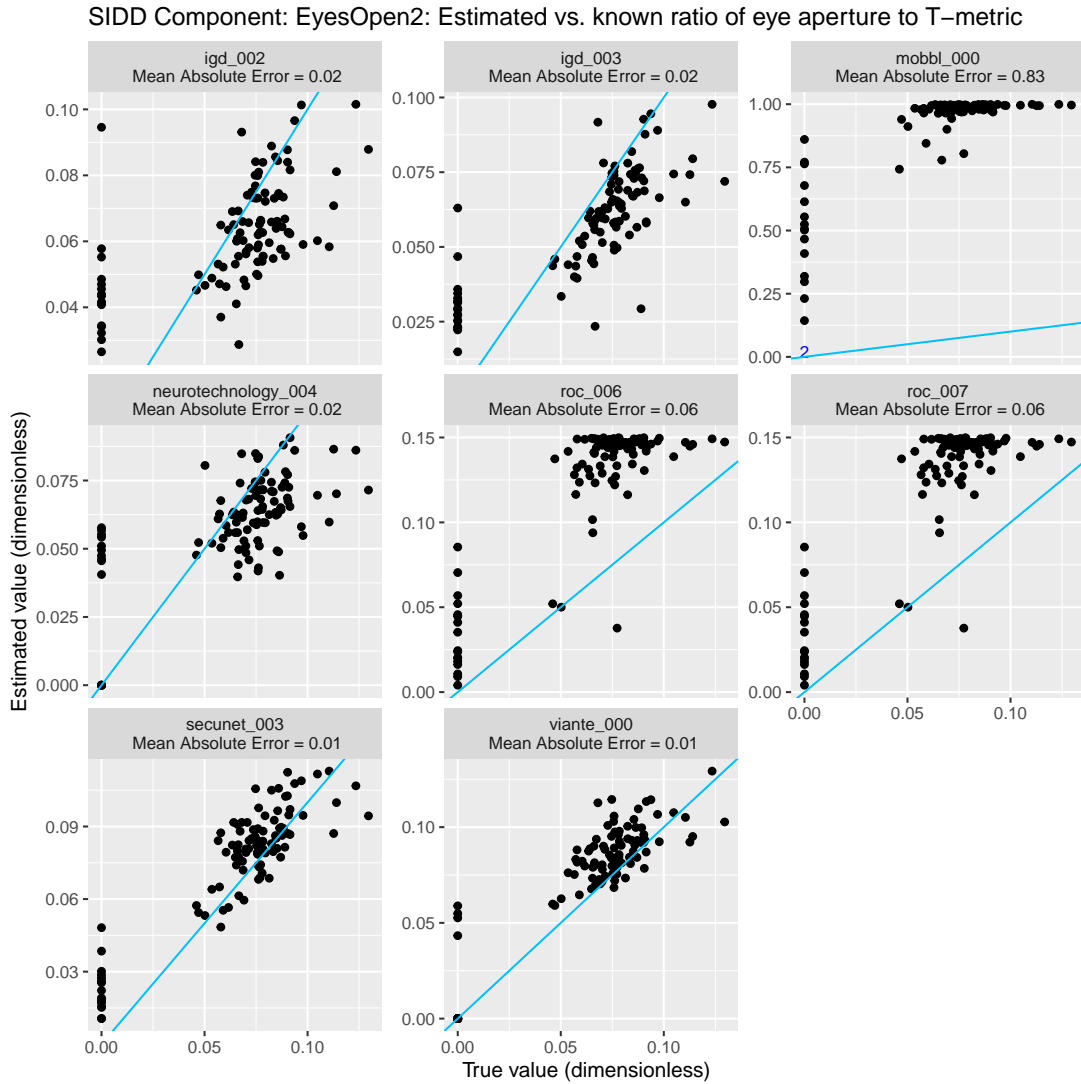 SIDD Component: EyesOpen2: Estimated vs. known ratio of eye aperture to T−metric
igd_002
Mean Absolute Error = 0.02
igd_003
Mean Absolute Error = 0.02
mobbl_000
Mean Absolute Error = 0.83
0.10
0.08
0.06
0.04
0.100
0.075
0.050
0.025
1.00
0.75
0.50
0.25
0.00
2
neurotechnology_004
Mean Absolute Error = 0.02
roc_006
Mean Absolute Error = 0.06
roc_007
Mean Absolute Error = 0.06
0.075
0.050
0.025
0.000
0.15
0.10
0.05
0.00
0.15
0.10
0.05
0.00
0.00 0.05 0.10
secunet_003
Mean Absolute Error = 0.01
viante_000
Mean Absolute Error = 0.01
0.09
0.06
0.03
0.10
0.05
0.00
0.00 0.05 0.10
0.00 0.05 0.10
True value (dimensionless)
Estimated value (dimensionless)